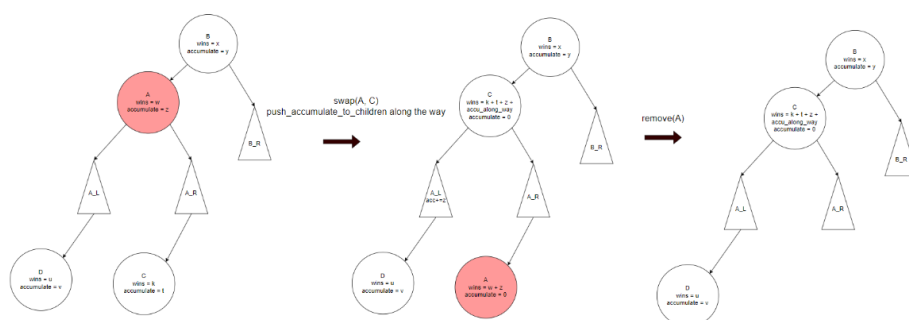 B
wins = x
accumulate = y
A
wins = w
accumulate = z
B_R
A_L
A_R
D
wins = u
accumulate = v
C
wins = k
accumulate = t
swap(A, C)
push_accumulate_to_children along the way
B
wins = x
accumulate = y
C
wins = k + t + z +
accu_along_way
accumulate = 0
B_R
A_L
acc+=z
A_R
D
wins = u
accumulate = v
A
wins = w + z
accumulate = 0
remove(A)
B
wins = x
accumulate = y
C
wins = k + t + z +
accu_along_way
accumulate = 0
B_R
A_L
A_R
D
wins = u
accumulate = v